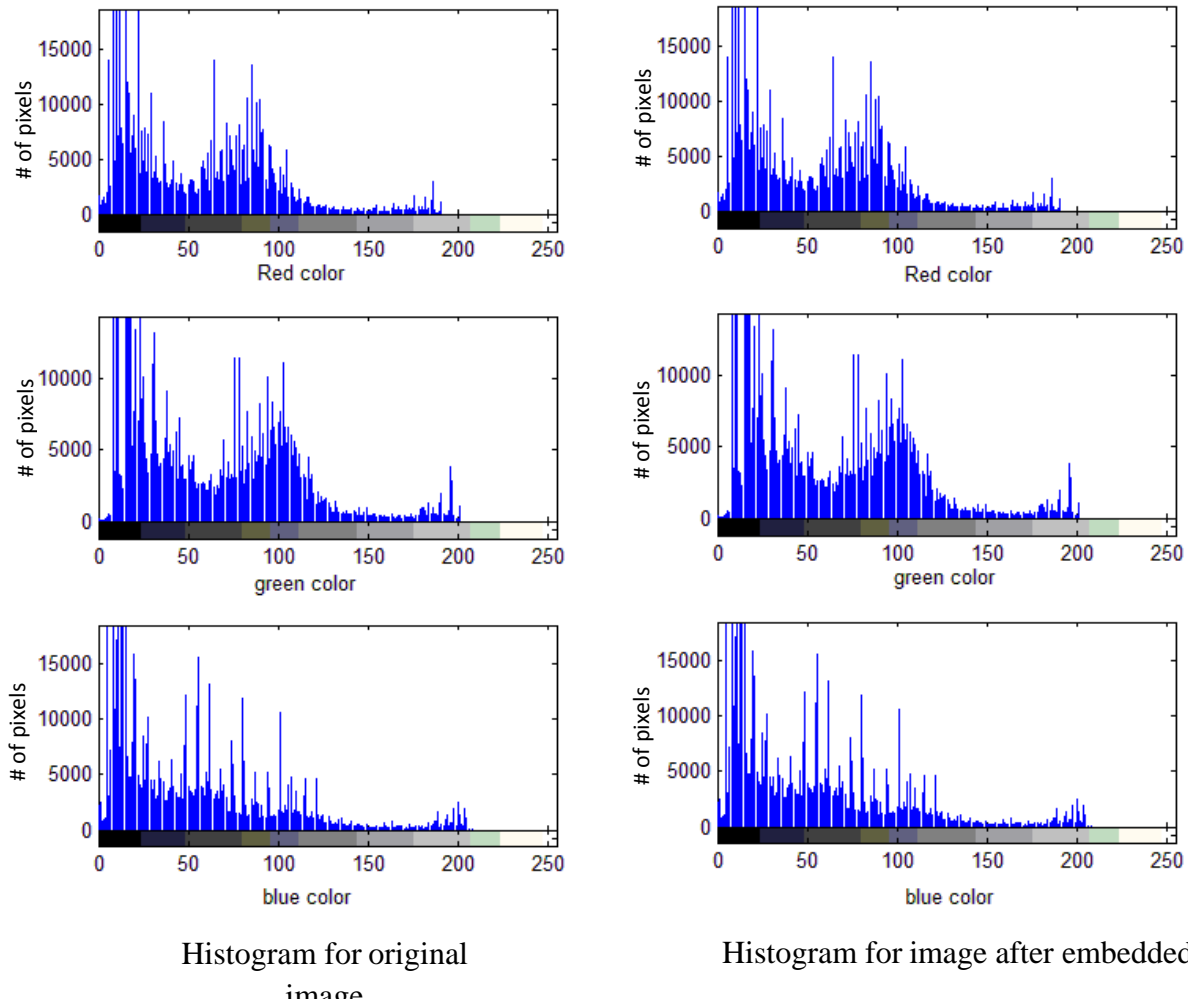 15000
10000
5000
0
# of pixels
0 50 100 150 200 250
Red color
15000
10000
5000
0
# of pixels
0 50 100 150 200 250
Red color
10000
5000
0
# of pixels
0 50 100 150 200 250
green color
10000
5000
0
# of pixels
0 50 100 150 200 250
green color
15000
10000
5000
0
# of pixels
0 50 100 150 200 250
blue color
15000
10000
5000
0
# of pixels
0 50 100 150 200 250
blue color
Histogram for original
image
Histogram for image after embedded